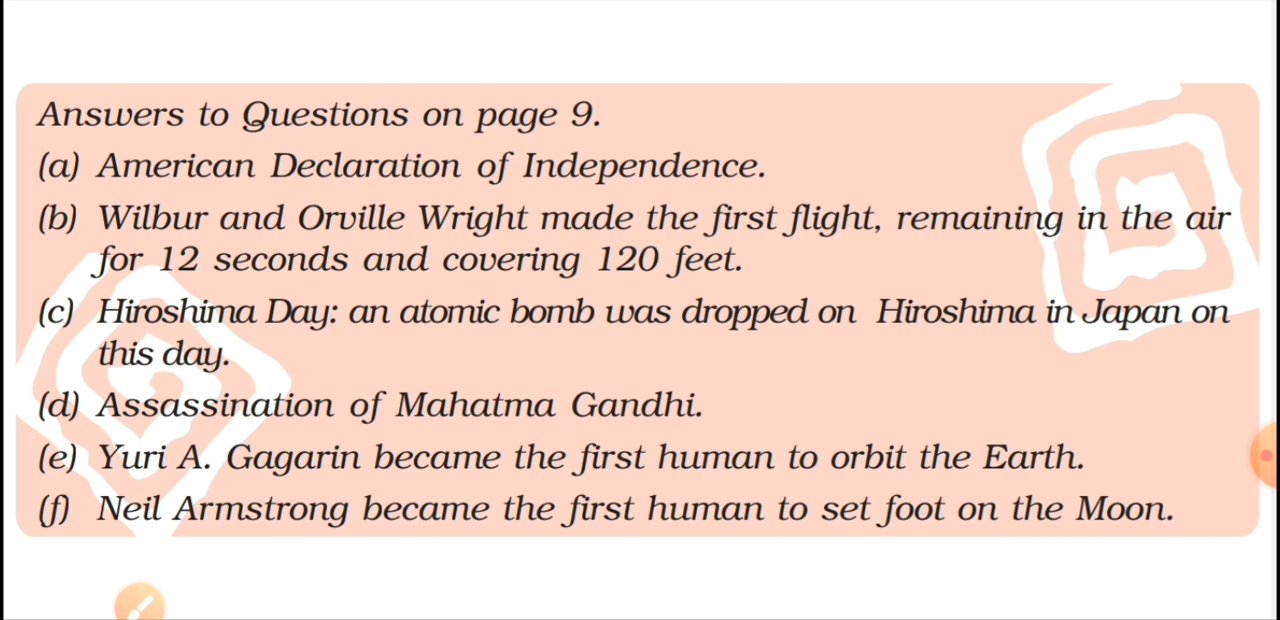 Answers to Questions on page 9.
(a) American Declaration of Independence.
(b) Wilbur and Orville Wright made the first flight, remaining in the air
for 12 seconds and covering 120 feet.
(c) Hiroshima Day: an atomic bomb was dropped on Hiroshima in Japan on
this day.
(d) Assassination of Mahatma Gandhi.
(e) Yuri A. Gagarin became the first human to orbit the Earth.
(f) Neil Armstrong became the first human to set foot on the Moon.